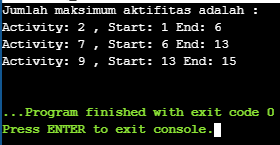 Jumlah maksimum aktifitas adalah :
Activity: 2 , Start: 1 End: 6
Activity: 7 , Start: 6 End: 13
Activity: 9 , Start: 13 End: 15
...Program finished with exit code 0
Press ENTER to exit console.